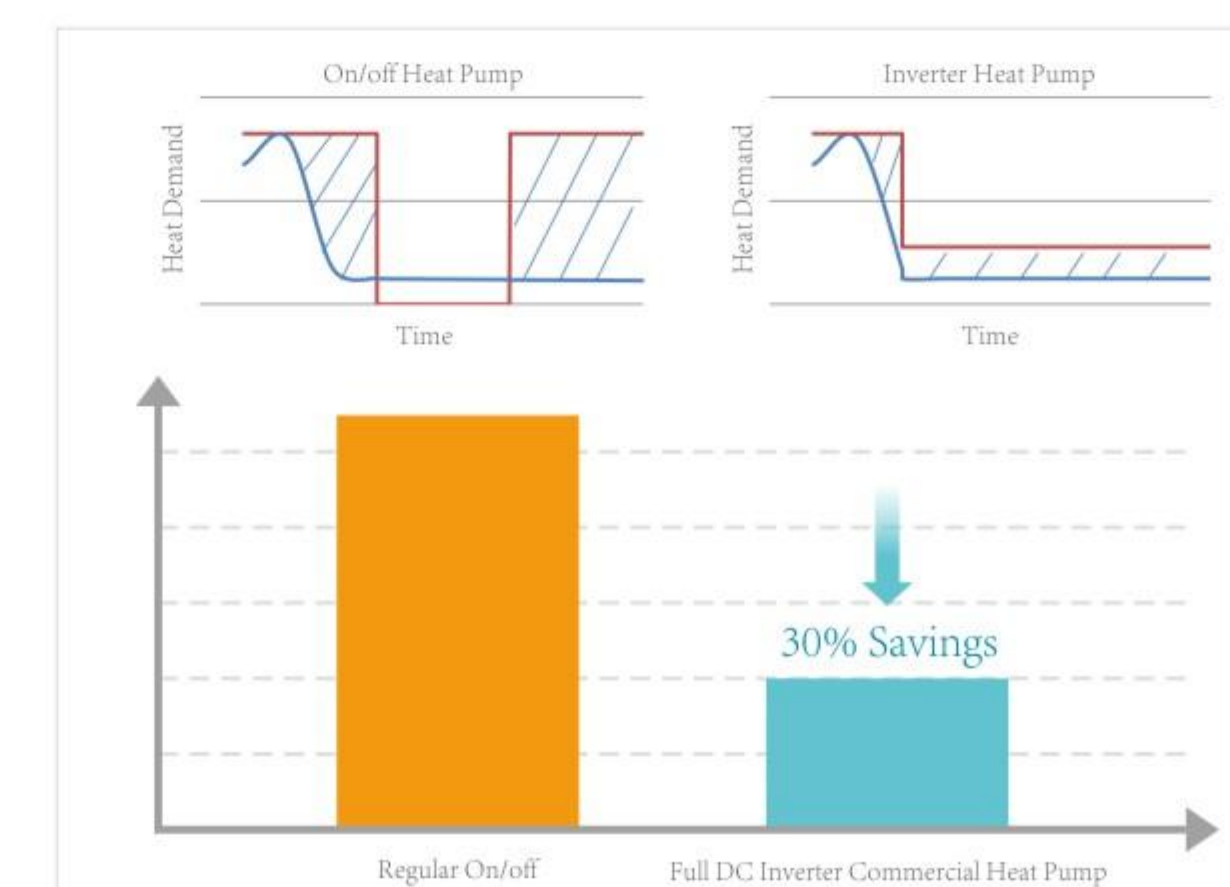 On/off Heat Pump
Inverter Heat Pump
Heat Demand
Heat Demand
Time
Time
30% Savings
Regular On/off
Full DC Inverter Commercial Heat Pump